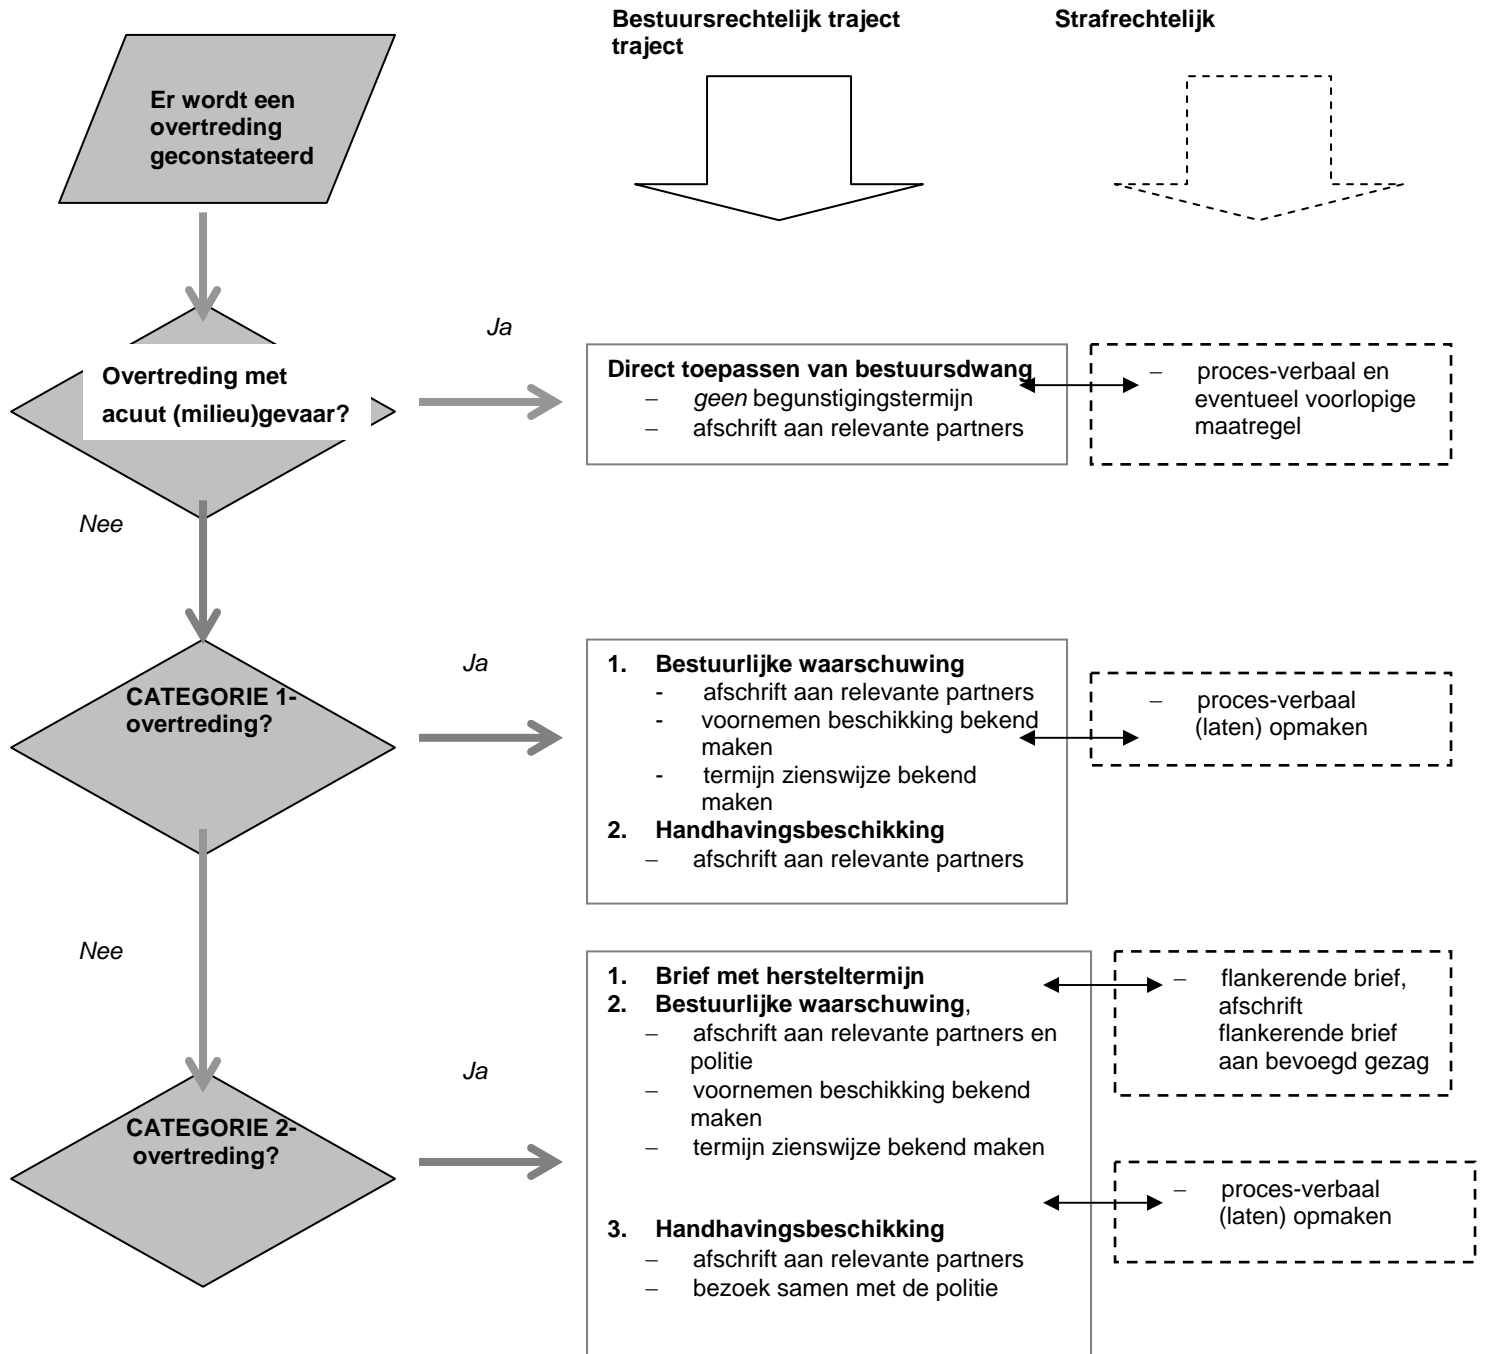 Bestuursrechtelijk traject Strafrechtelijk
traject
Er wordt een
overtreding
geconstateerd
Ja
Overtreding met
acuut (milieu)gevaar?
Direct toepassen van bestuursdwang
– geen begunstigingstermijn
– afschrift aan relevante partners
– proces-verbaal en
eventueel voorlopige
maatregel
Nee
CATEGORIE 1-
overtreding?
Ja
1. Bestuurlijke waarschuwing
- afschrift aan relevante partners
- voornemen beschikking bekend
maken
- termijn zienswijze bekend
maken
2. Handhavingsbeschikking
– afschrift aan relevante partners
– proces-verbaal
(laten) opmaken
Nee
CATEGORIE 2-
overtreding?
Ja
1. Brief met hersteltermijn
2. Bestuurlijke waarschuwing,
– afschrift aan relevante partners en
politie
– voornemen beschikking bekend
maken
– termijn zienswijze bekend maken
3. Handhavingsbeschikking
– afschrift aan relevante partners
– bezoek samen met de politie
– flankerende brief,
afschrift
flankerende brief
aan bevoegd gezag
– proces-verbaal
(laten) opmaken